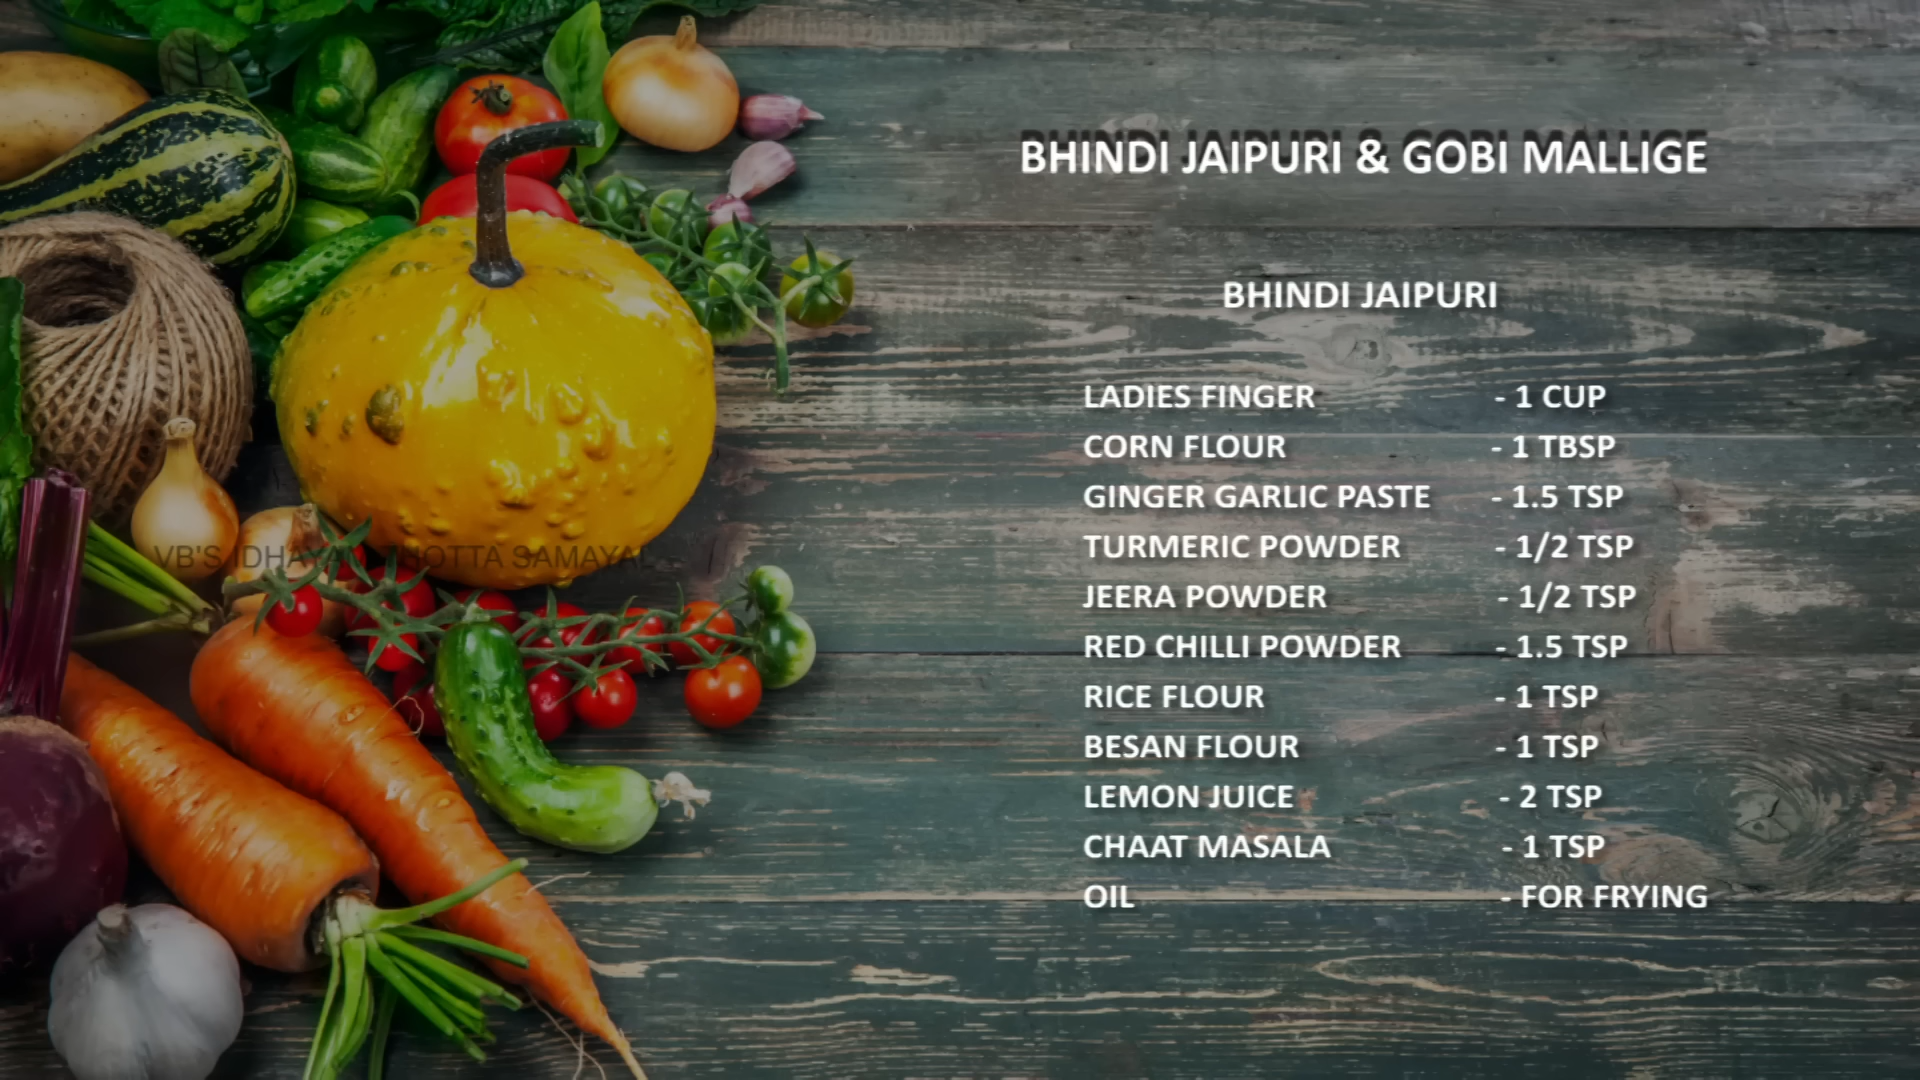 BHINDI JAIPURI & GOBI MALLIGE
BHINDI JAIPURI
LADIES FINGER - 1 CUP
CORN FLOUR - 1 TBSP
GINGER GARLIC PASTE - 1.5 TSP
TURMERIC POWDER - 1/2 TSP
JEERA POWDER - 1/2 TSP
RED CHILLI POWDER - 1.5 TSP
RICE FLOUR - 1 TSP
BESAN FLOUR - 1 TSP
LEMON JUICE - 2 TSP
CHAAT MASALA - 1 TSP
OIL - FOR FRYING
VB'S SAMAYAL